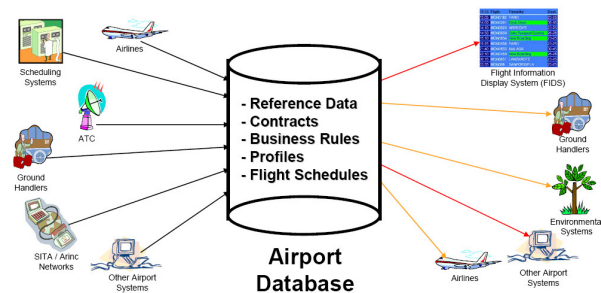 Scheduling
Systems
Airlines
ATC
Ground
Handlers
SITA / Arinc
Networks
Other Airport
Systems
- Reference Data
- Contracts
- Business Rules
- Profiles
- Flight Schedules
Airport
Database
Flight Information
Display System (FIDS)
Ground
Handlers
Environmental
Systems
Other Airport
Systems
Airlines